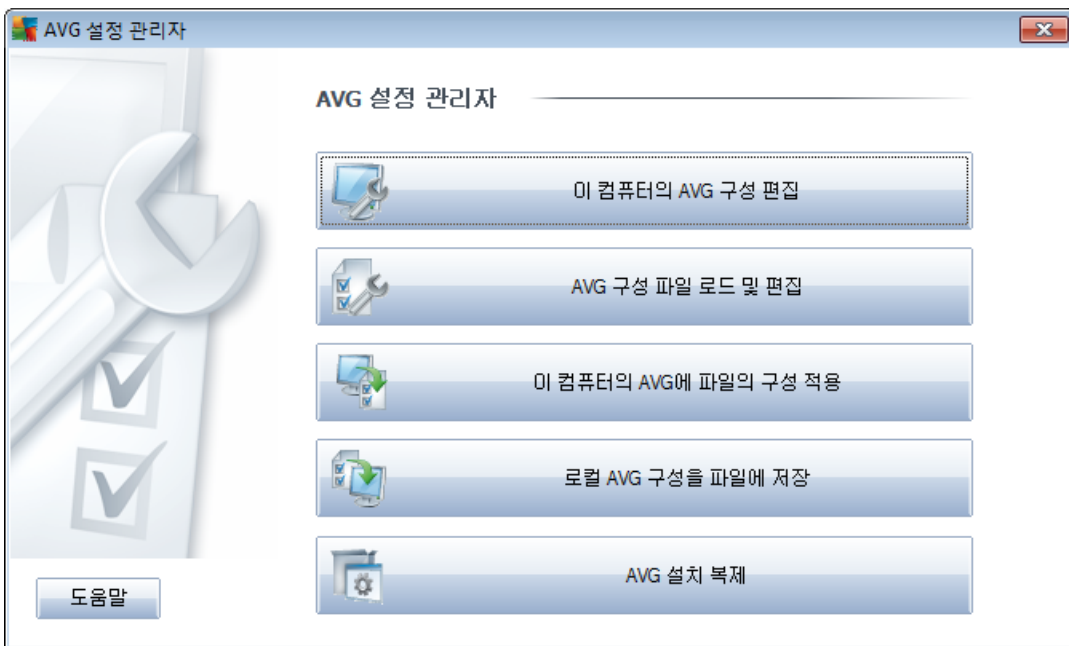 AVG 설정 관리자
AVG 설정 관리자
이 컴퓨터의 AVG 구성 편집
AVG 구성 파일 로드 및 편집
이 컴퓨터의 AVG에 파일의 구성 적용
로컬 AVG 구성을 파일에 저장
AVG 설치 복제
도움말